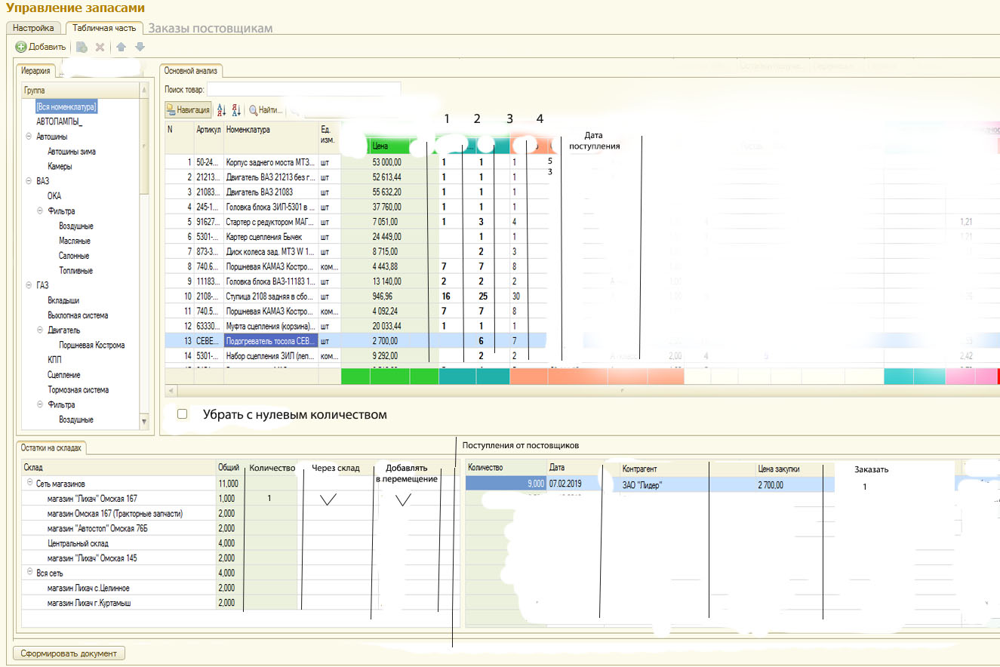 Управление запасами
Настройка Табличная часть Заказы постовщикам
Добавить
Иерархия
Группа
[Вся номенклатура]
АВТОЛАМПЫ_
Автошины
Автошины зима
Камеры
ВАЗ
ОКА
Фильтра
Воздушные
Масляные
Салонные
Топливные
ГАЗ
Вкладыши
Выхлопная система
Двигатель
Поршневая Кострома
КПП
Сцепление
Тормозная система
Фильтра
Воздушные
Основной анализ
Поиск товар:
Навигация Найти...
1 2 3 4
N Артикул Номенклатура Ед. изм. Цена Дата поступления
1 50-24... Корпус заднего моста МТЗ... шт 53 000,00 1 1 1 5
2 21213... Двигатель ВАЗ 21213 без г... шт 52 613,44 1 1 1 3
3 21083... Двигатель ВАЗ 21083 шт 55 632,20 1 1 1
4 245-1... Головка блока ЗИЛ-5301 в ... шт 37 760,00 1 1 1
5 91627... Стартер с редуктором МАГ... шт 7 051,00 1 3 4 1,21
6 5301-... Картер сцепления Бычек шт 24 449,00 1 1 1,21
7 873-3... Диск колеса зад. МТЗ W 1... шт 8 715,00 2 3
8 740.6... Поршневая КАМАЗ Костро... ком... 4 443,88 7 7 8
9 11183... Головка блока ВАЗ-11183 1... шт 13 140,00 2 2 2
10 2108-... Ступица 2108 задняя в сбо... шт 946,96 16 25 30
11 740.5... Поршневая КАМАЗ Костро... ком... 4 092,24 7 7 8
12 63330... Муфта сцепления (корзина)... шт 20 033,44 1 1 1
13 СЕВЕ... Подогреватель тосола СЕВ... шт 2 700,00 6 7
14 5301-... Набор сцепления ЗИЛ (леп... ком... 9 292,00 2 2 2,00 4 5 2,42
Убрать с нулевым количеством
Остатки на складах
Склад Общий Количество Через склад Добавлять в перемещение
Сеть магазинов 11,000
магазин "Лихач" Омская 167 1,000 1
магазин Омская 167 (Тракторные запчасти) 2,000
магазин "Автостоп" Омская 76Б 2,000
Центральный склад 4,000
магазин "Лихач" Омская 145 2,000
Вся сеть 4,000
магазин Лихач с.Целинное 2,000
магазин Лихач г.Куртамыш 2,000
Поступления от постовщиков
Количество Дата Контрагент Цена закупки Заказать
9,000 07.02.2019 ЗАО "Лидер" 2 700,00 1
Сформировать документ